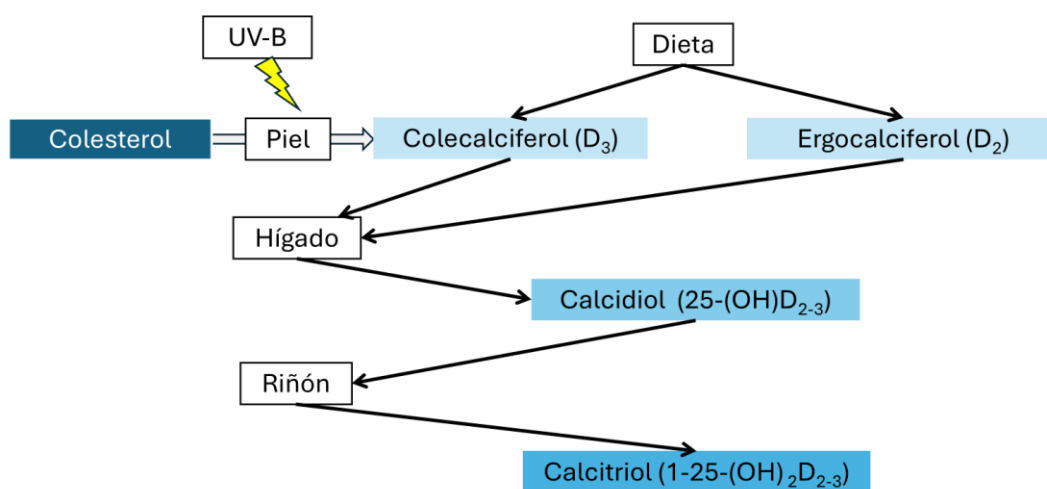 UV-B
Dieta
Colesterol
Piel
Colecalciferol (D₃)
Ergocalciferol (D₂)
Hígado
Calcidiol (25-(OH)D₂₋₃)
Riñón
Calcitriol (1-25-(OH)₂D₂₋₃)